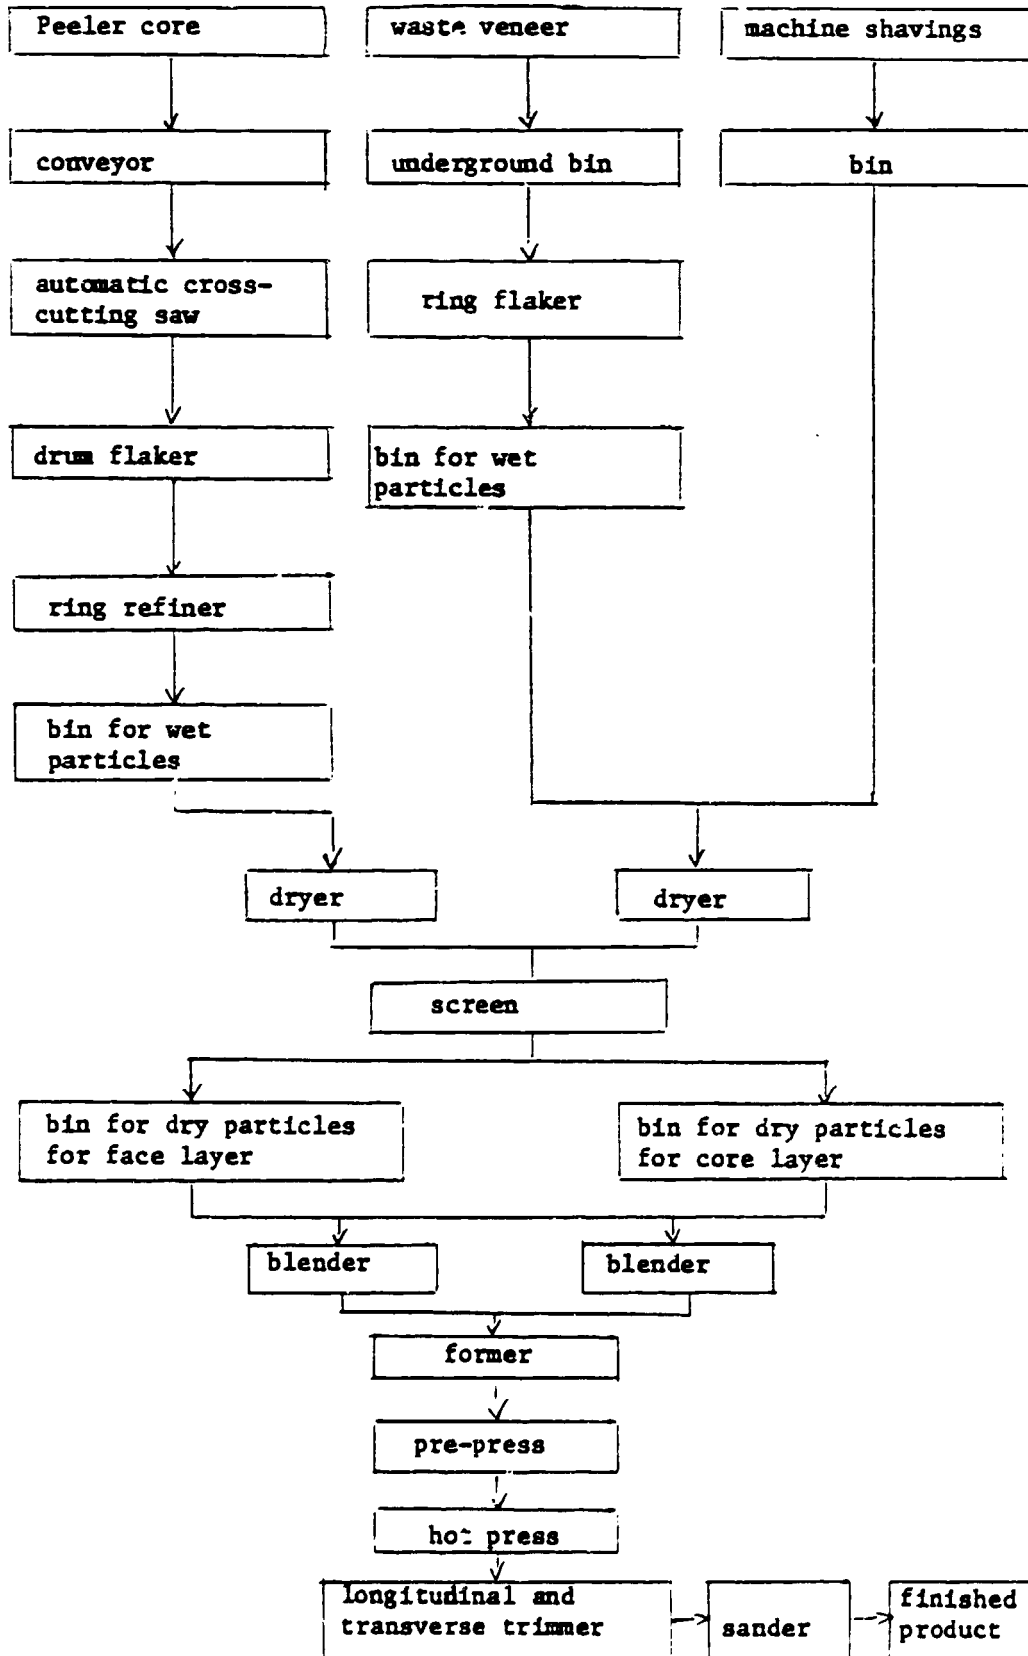 Peeler core
waste veneer
machine shavings
conveyor
underground bin
bin
automatic cross-
cutting saw
ring flaker
drum flaker
bin for wet
particles
ring refiner
bin for wet
particles
dryer
dryer
screen
bin for dry particles
for face layer
bin for dry particles
for core layer
blender
blender
former
pre-press
hot press
longitudinal and
transverse trimmer
sander
finished
product